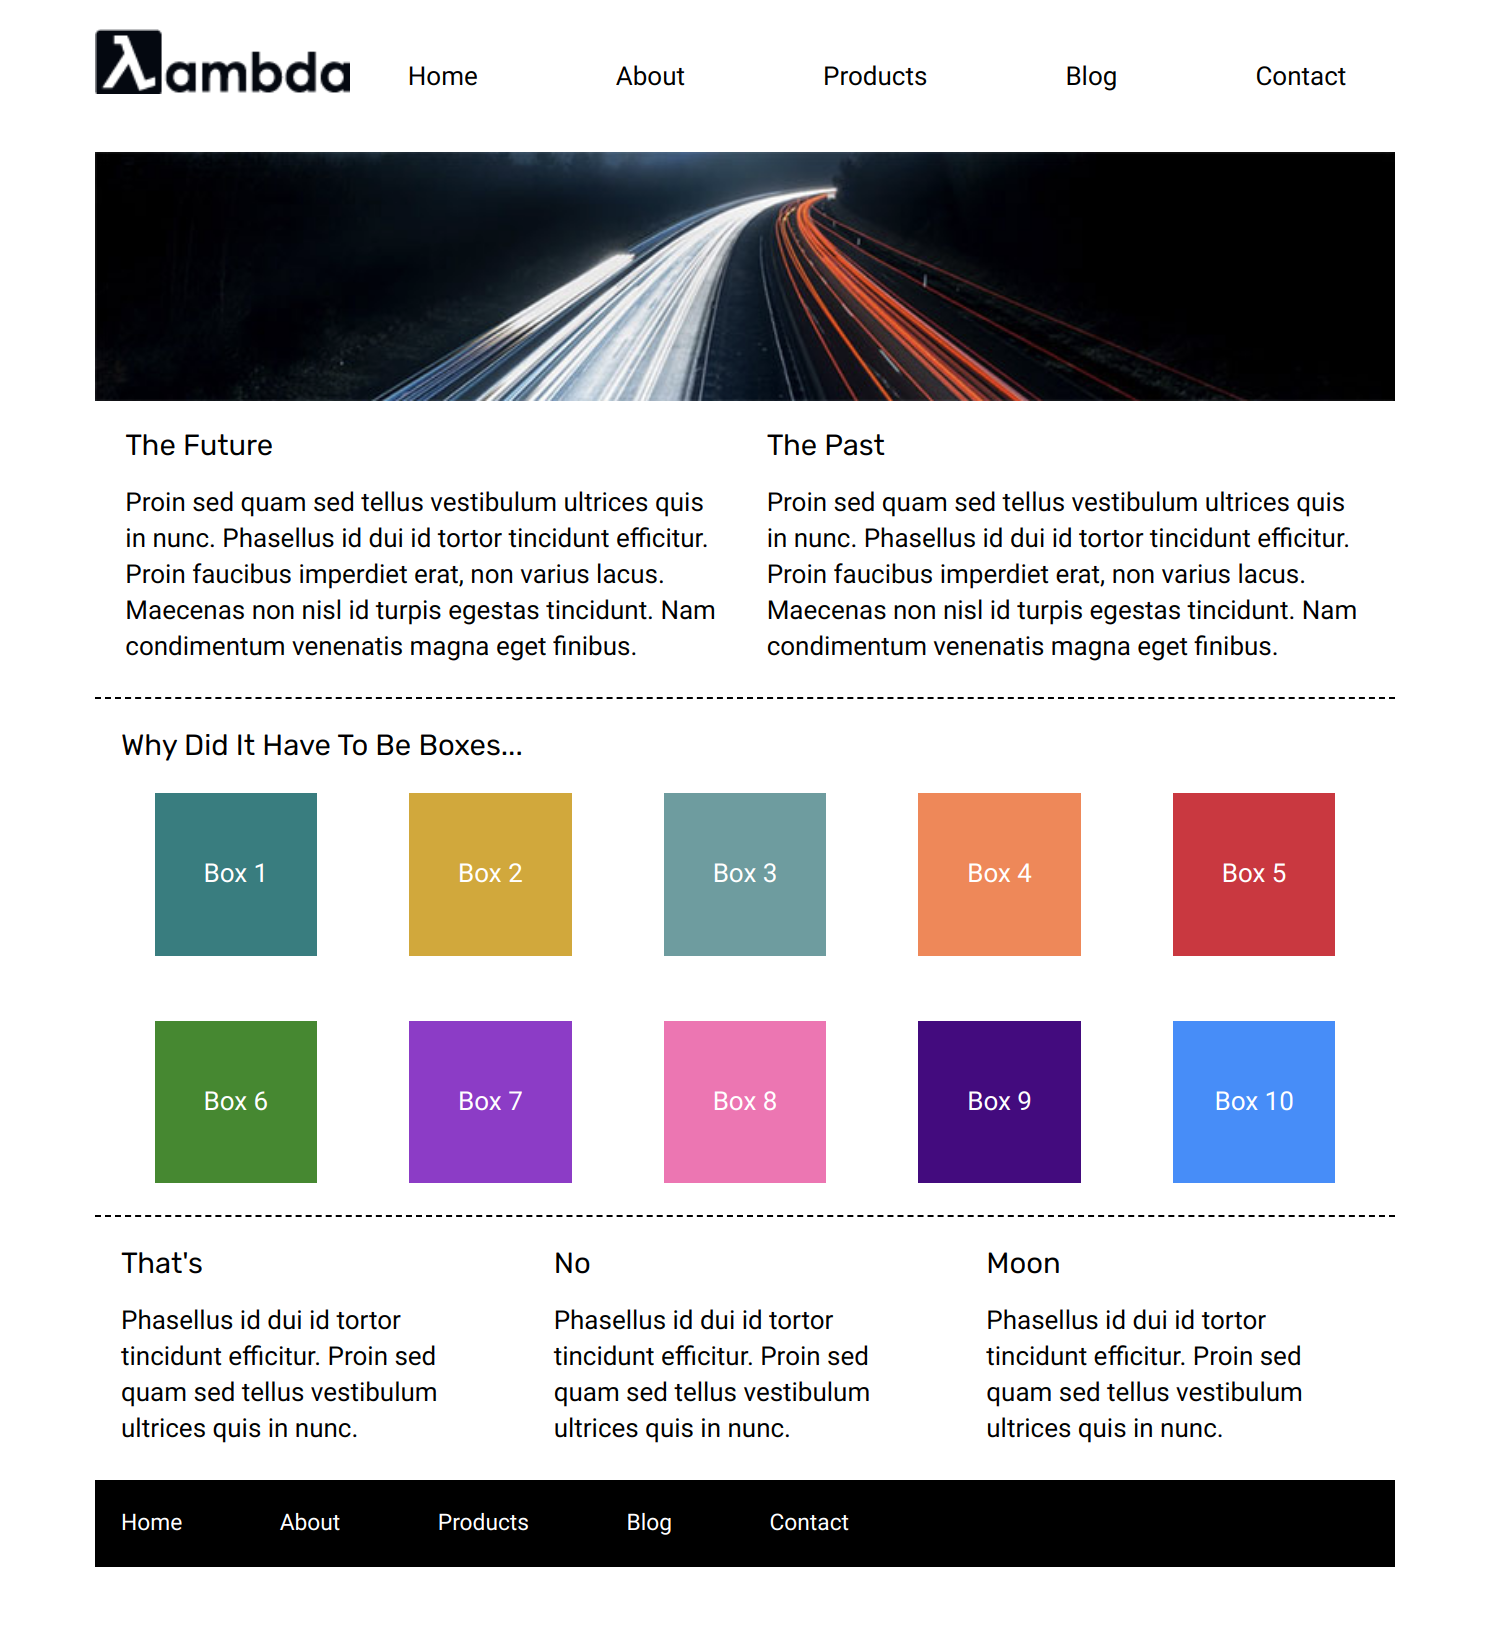 λambda
Home About Products Blog Contact
The Future
Proin sed quam sed tellus vestibulum ultrices quis
in nunc. Phasellus id dui id tortor tincidunt efficitur.
Proin faucibus imperdiet erat, non varius lacus.
Maecenas non nisl id turpis egestas tincidunt. Nam
condimentum venenatis magna eget finibus.
The Past
Proin sed quam sed tellus vestibulum ultrices quis
in nunc. Phasellus id dui id tortor tincidunt efficitur.
Proin faucibus imperdiet erat, non varius lacus.
Maecenas non nisl id turpis egestas tincidunt. Nam
condimentum venenatis magna eget finibus.
Why Did It Have To Be Boxes...
Box 1 Box 2 Box 3 Box 4 Box 5
Box 6 Box 7 Box 8 Box 9 Box 10
That's
Phasellus id dui id tortor
tincidunt efficitur. Proin sed
quam sed tellus vestibulum
ultrices quis in nunc.
No
Phasellus id dui id tortor
tincidunt efficitur. Proin sed
quam sed tellus vestibulum
ultrices quis in nunc.
Moon
Phasellus id dui id tortor
tincidunt efficitur. Proin sed
quam sed tellus vestibulum
ultrices quis in nunc.
Home About Products Blog Contact